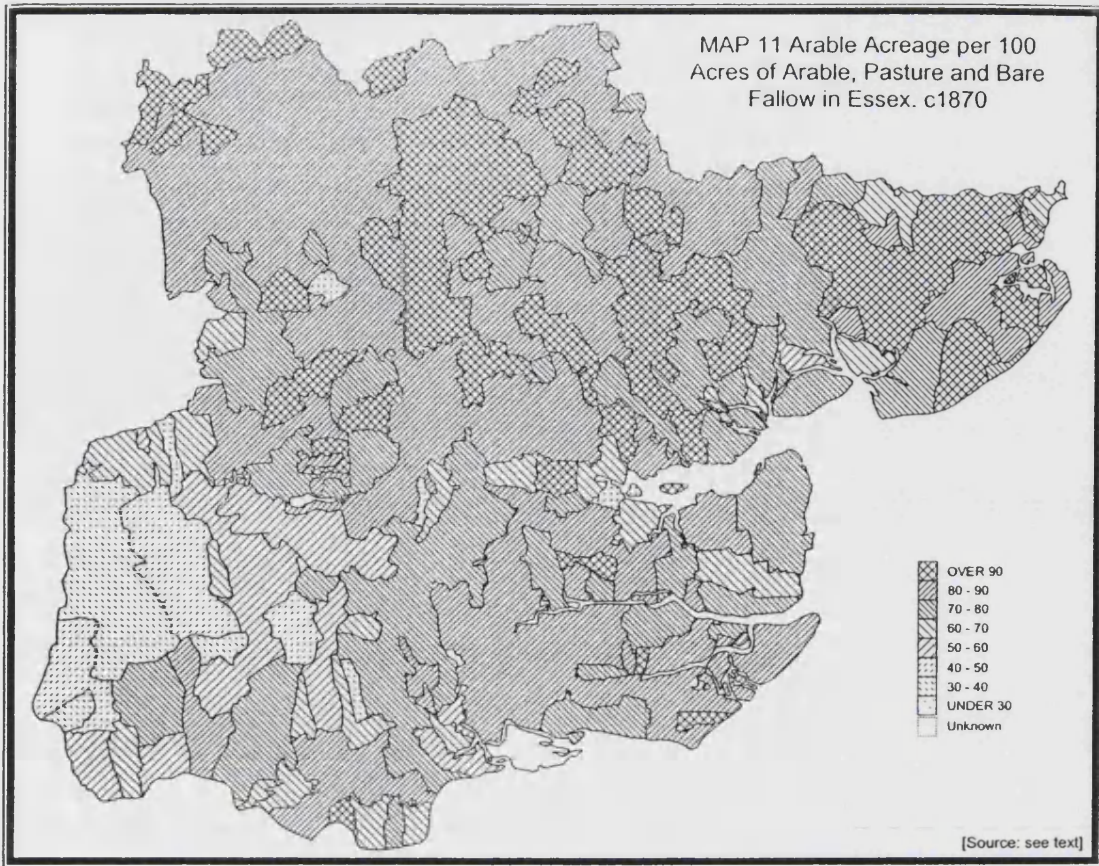 MAP 11 Arable Acreage per 100
Acres of Arable, Pasture and Bare
Fallow in Essex. c1870
OVER 90
80 - 90
70 - 80
60 - 70
50 - 60
40 - 50
30 - 40
UNDER 30
Unknown
[Source: see text]